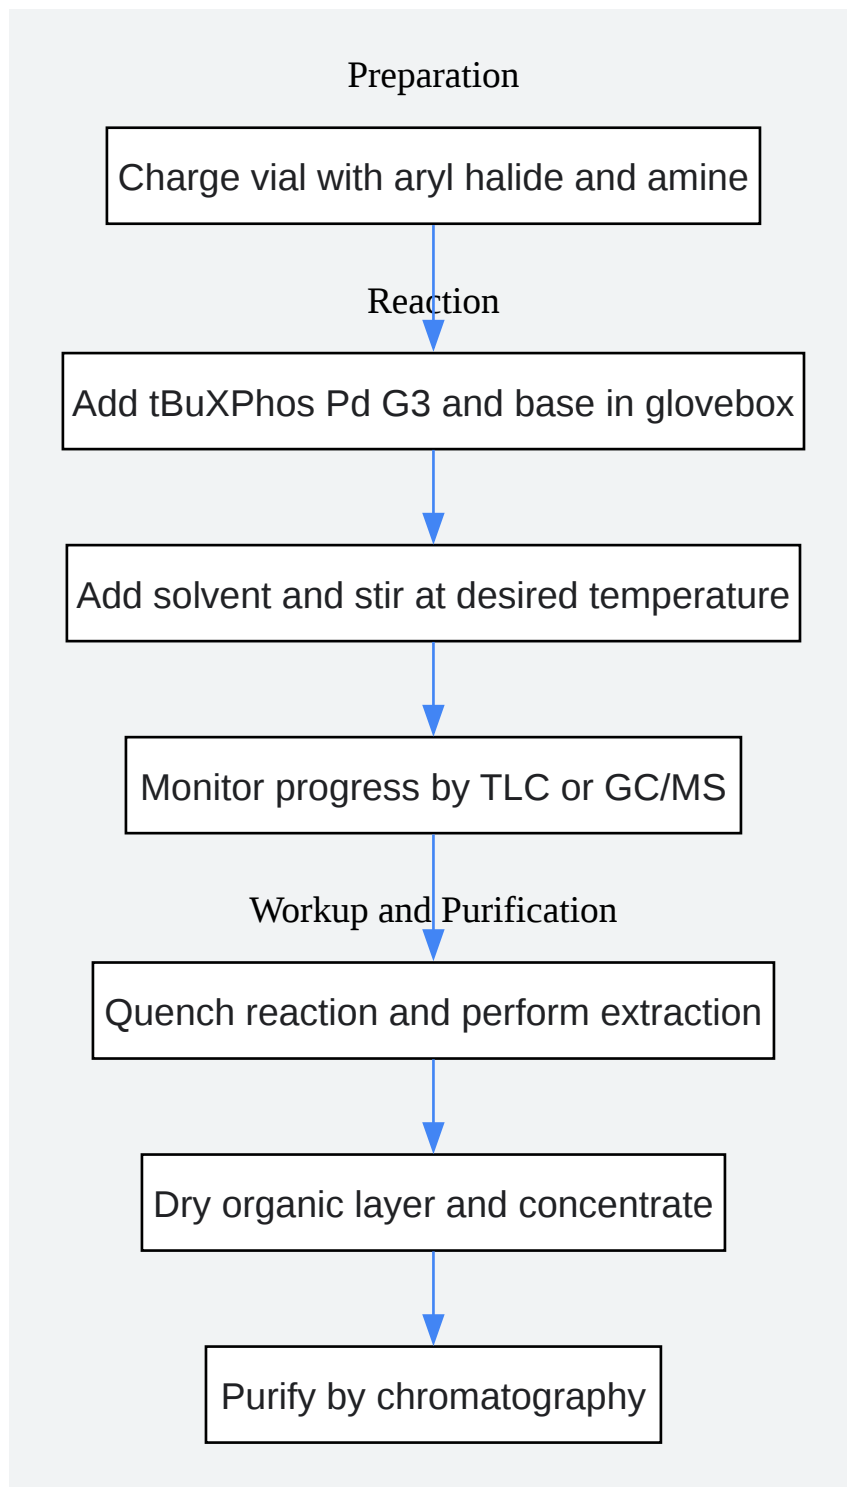 Preparation
Charge vial with aryl halide and amine
Reaction
Add tBuXPhos Pd G3 and base in glovebox
Add solvent and stir at desired temperature
Monitor progress by TLC or GC/MS
Workup and Purification
Quench reaction and perform extraction
Dry organic layer and concentrate
Purify by chromatography